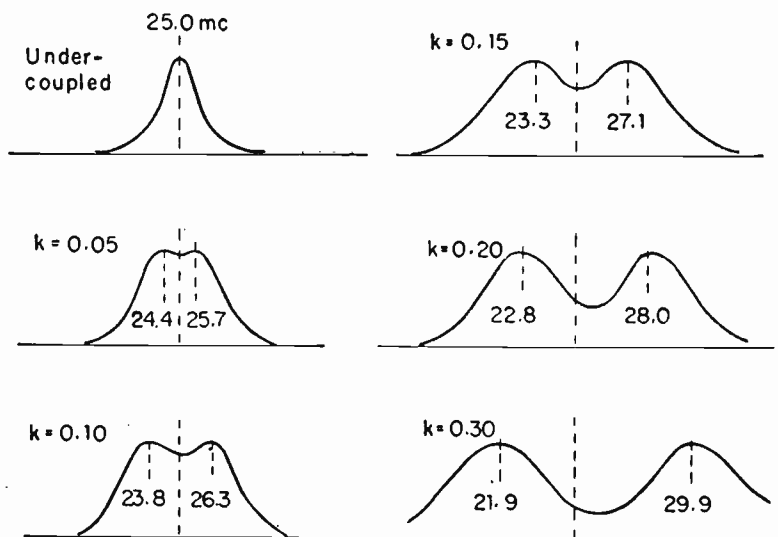 25.0 mc
Under-
coupled
k = 0.05
24.4 25.7
k = 0.10
23.8 26.3
k = 0.15
23.3 27.1
k = 0.20
22.8 28.0
k = 0.30
21.9 29.9